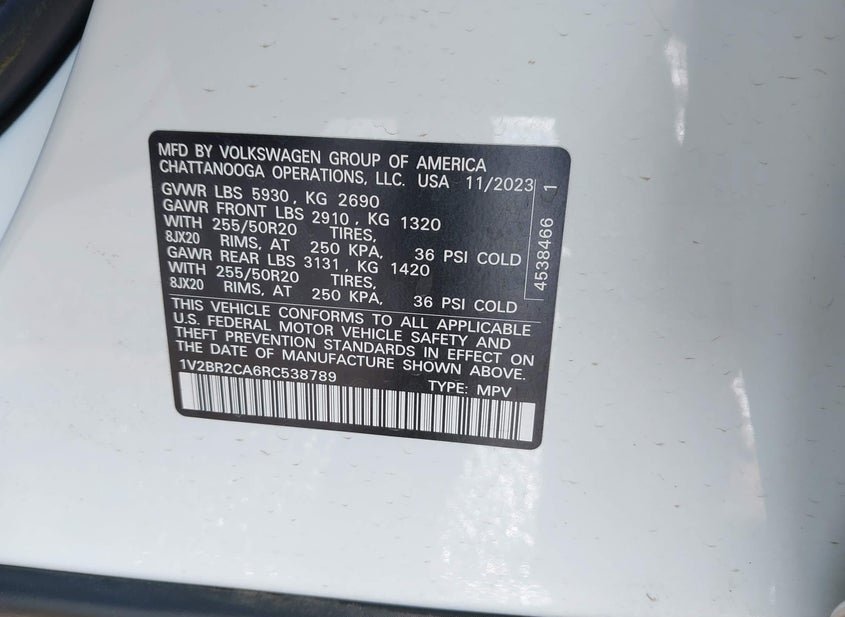 MFD BY VOLKSWAGEN GROUP OF AMERICA
CHATTANOOGA OPERATIONS, LLC. USA 11/2023
GVWR LBS 5930, KG 2690
GAWR FRONT LBS 2910, KG 1320
WITH 255/50R20 TIRES,
8JX20 RIMS, AT 250 KPA, 36 PSI COLD
GAWR REAR LBS 3131, KG 1420
WITH 255/50R20 TIRES,
8JX20 RIMS, AT 250 KPA, 36 PSI COLD
THIS VEHICLE CONFORMS TO ALL APPLICABLE
U.S. FEDERAL MOTOR VEHICLE SAFETY AND
THEFT PREVENTION STANDARDS IN EFFECT ON
THE DATE OF MANUFACTURE SHOWN ABOVE.
1V2BR2CA6RC538789 TYPE: MPV
4538466 1